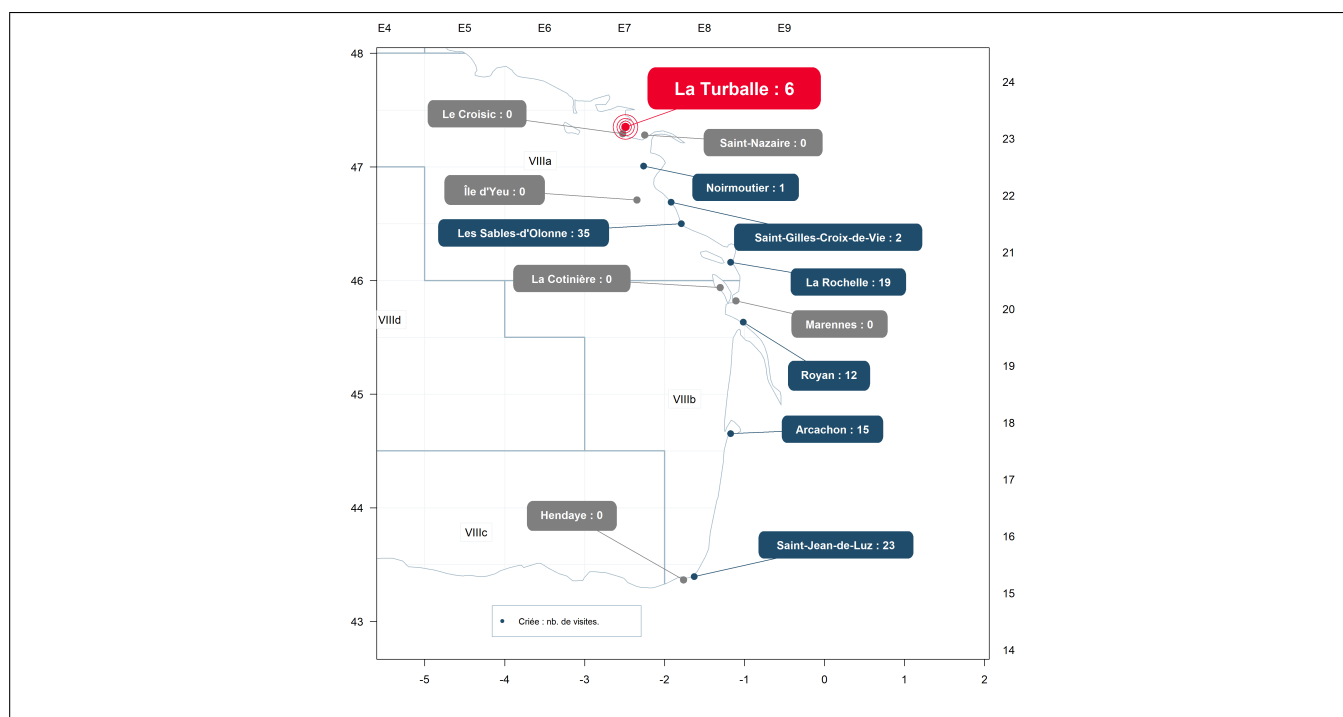 E4 E5 E6 E7 E8 E9
48
24
La Turballe : 6
Le Croisic : 0
23
Saint-Nazaire : 0
VIIIa
47
Noirmoutier : 1
Île d'Yeu : 0
22
Les Sables-d'Olonne : 35
Saint-Gilles-Croix-de-Vie : 2
21
La Cotinière : 0
46
La Rochelle : 19
20
VIIId
Marennes : 0
19
Royan : 12
45
VIIIb
18
Arcachon : 15
17
44
Hendaye : 0
VIIIc
16
Saint-Jean-de-Luz : 23
15
43
Criée : nb. de visites.
14
-5 -4 -3 -2 -1 0 1 2